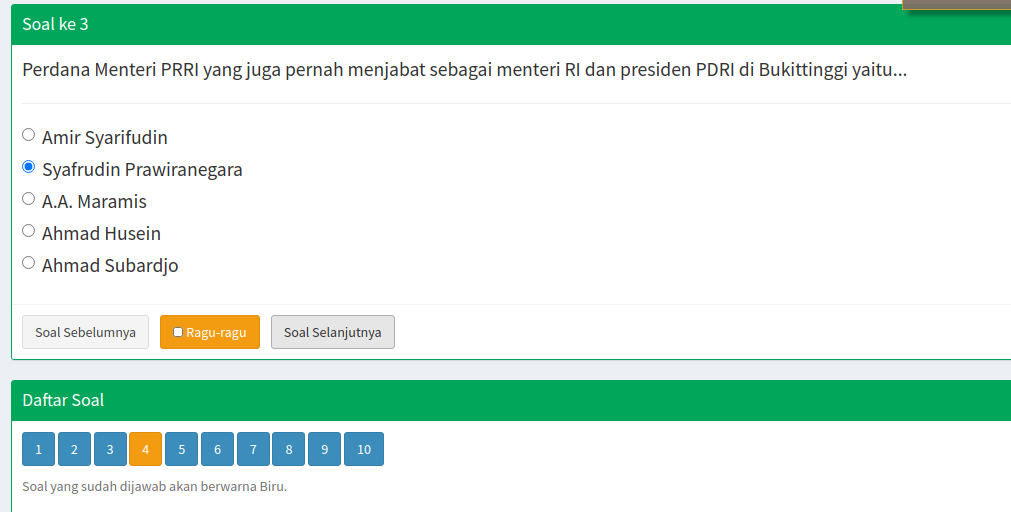 Soal ke 3
Perdana Menteri PRRI yang juga pernah menjabat sebagai menteri RI dan presiden PDRI di Bukittinggi yaitu...
Amir Syarifudin
Syafrudin Prawiranegara
A.A. Maramis
Ahmad Husein
Ahmad Subardjo
Soal Sebelumnya Ragu-ragu Soal Selanjutnya
Daftar Soal
1 2 3 4 5 6 7 8 9 10
Soal yang sudah dijawab akan berwarna Biru.